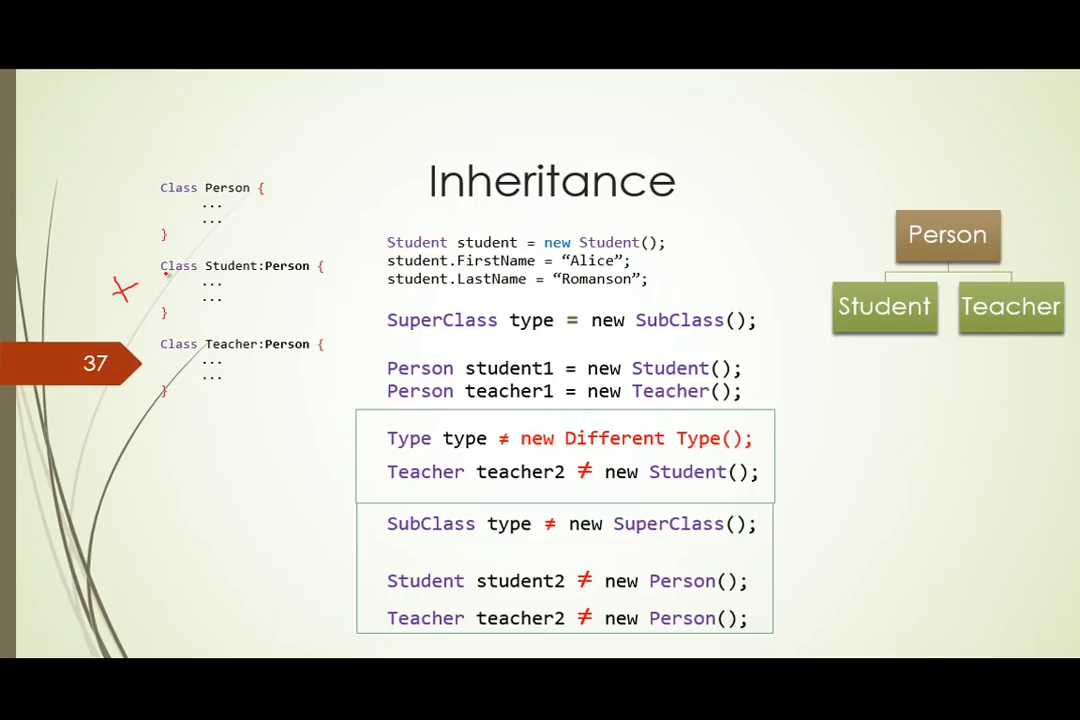 Inheritance
Class Person {
...
...
}
Class Student:Person {
...
...
}
Class Teacher:Person {
...
...
}
37
Student student = new Student();
student.FirstName = “Alice”;
student.LastName = “Romanson”;
SuperClass type = new SubClass();
Person student1 = new Student();
Person teacher1 = new Teacher();
Type type ≠ new Different Type();
Teacher teacher2 ≠ new Student();
SubClass type ≠ new SuperClass();
Student student2 ≠ new Person();
Teacher teacher2 ≠ new Person();
Person
Student
Teacher